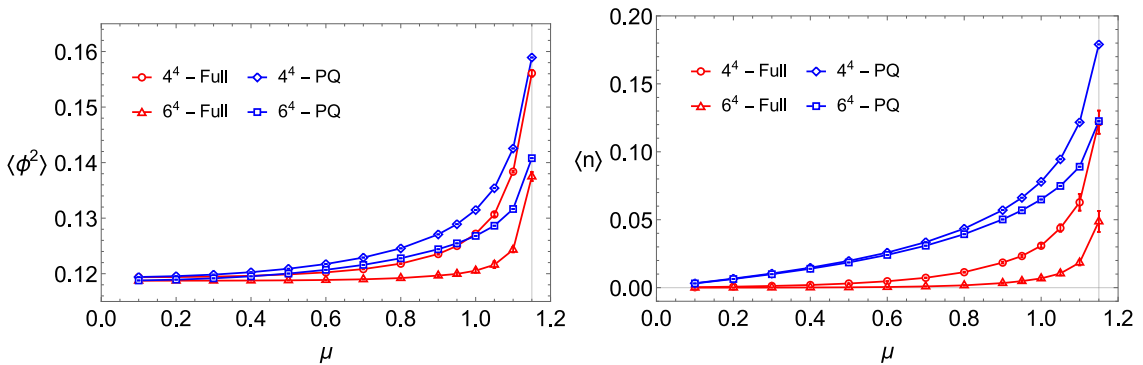 ⟨ϕ²⟩
0.16
0.15
0.14
0.13
0.12
4⁴ – Full
4⁴ – PQ
6⁴ – Full
6⁴ – PQ
0.0 0.2 0.4 0.6 0.8 1.0 1.2
μ
⟨n⟩
0.20
0.15
0.10
0.05
0.00
4⁴ – Full
4⁴ – PQ
6⁴ – Full
6⁴ – PQ
0.0 0.2 0.4 0.6 0.8 1.0 1.2
μ